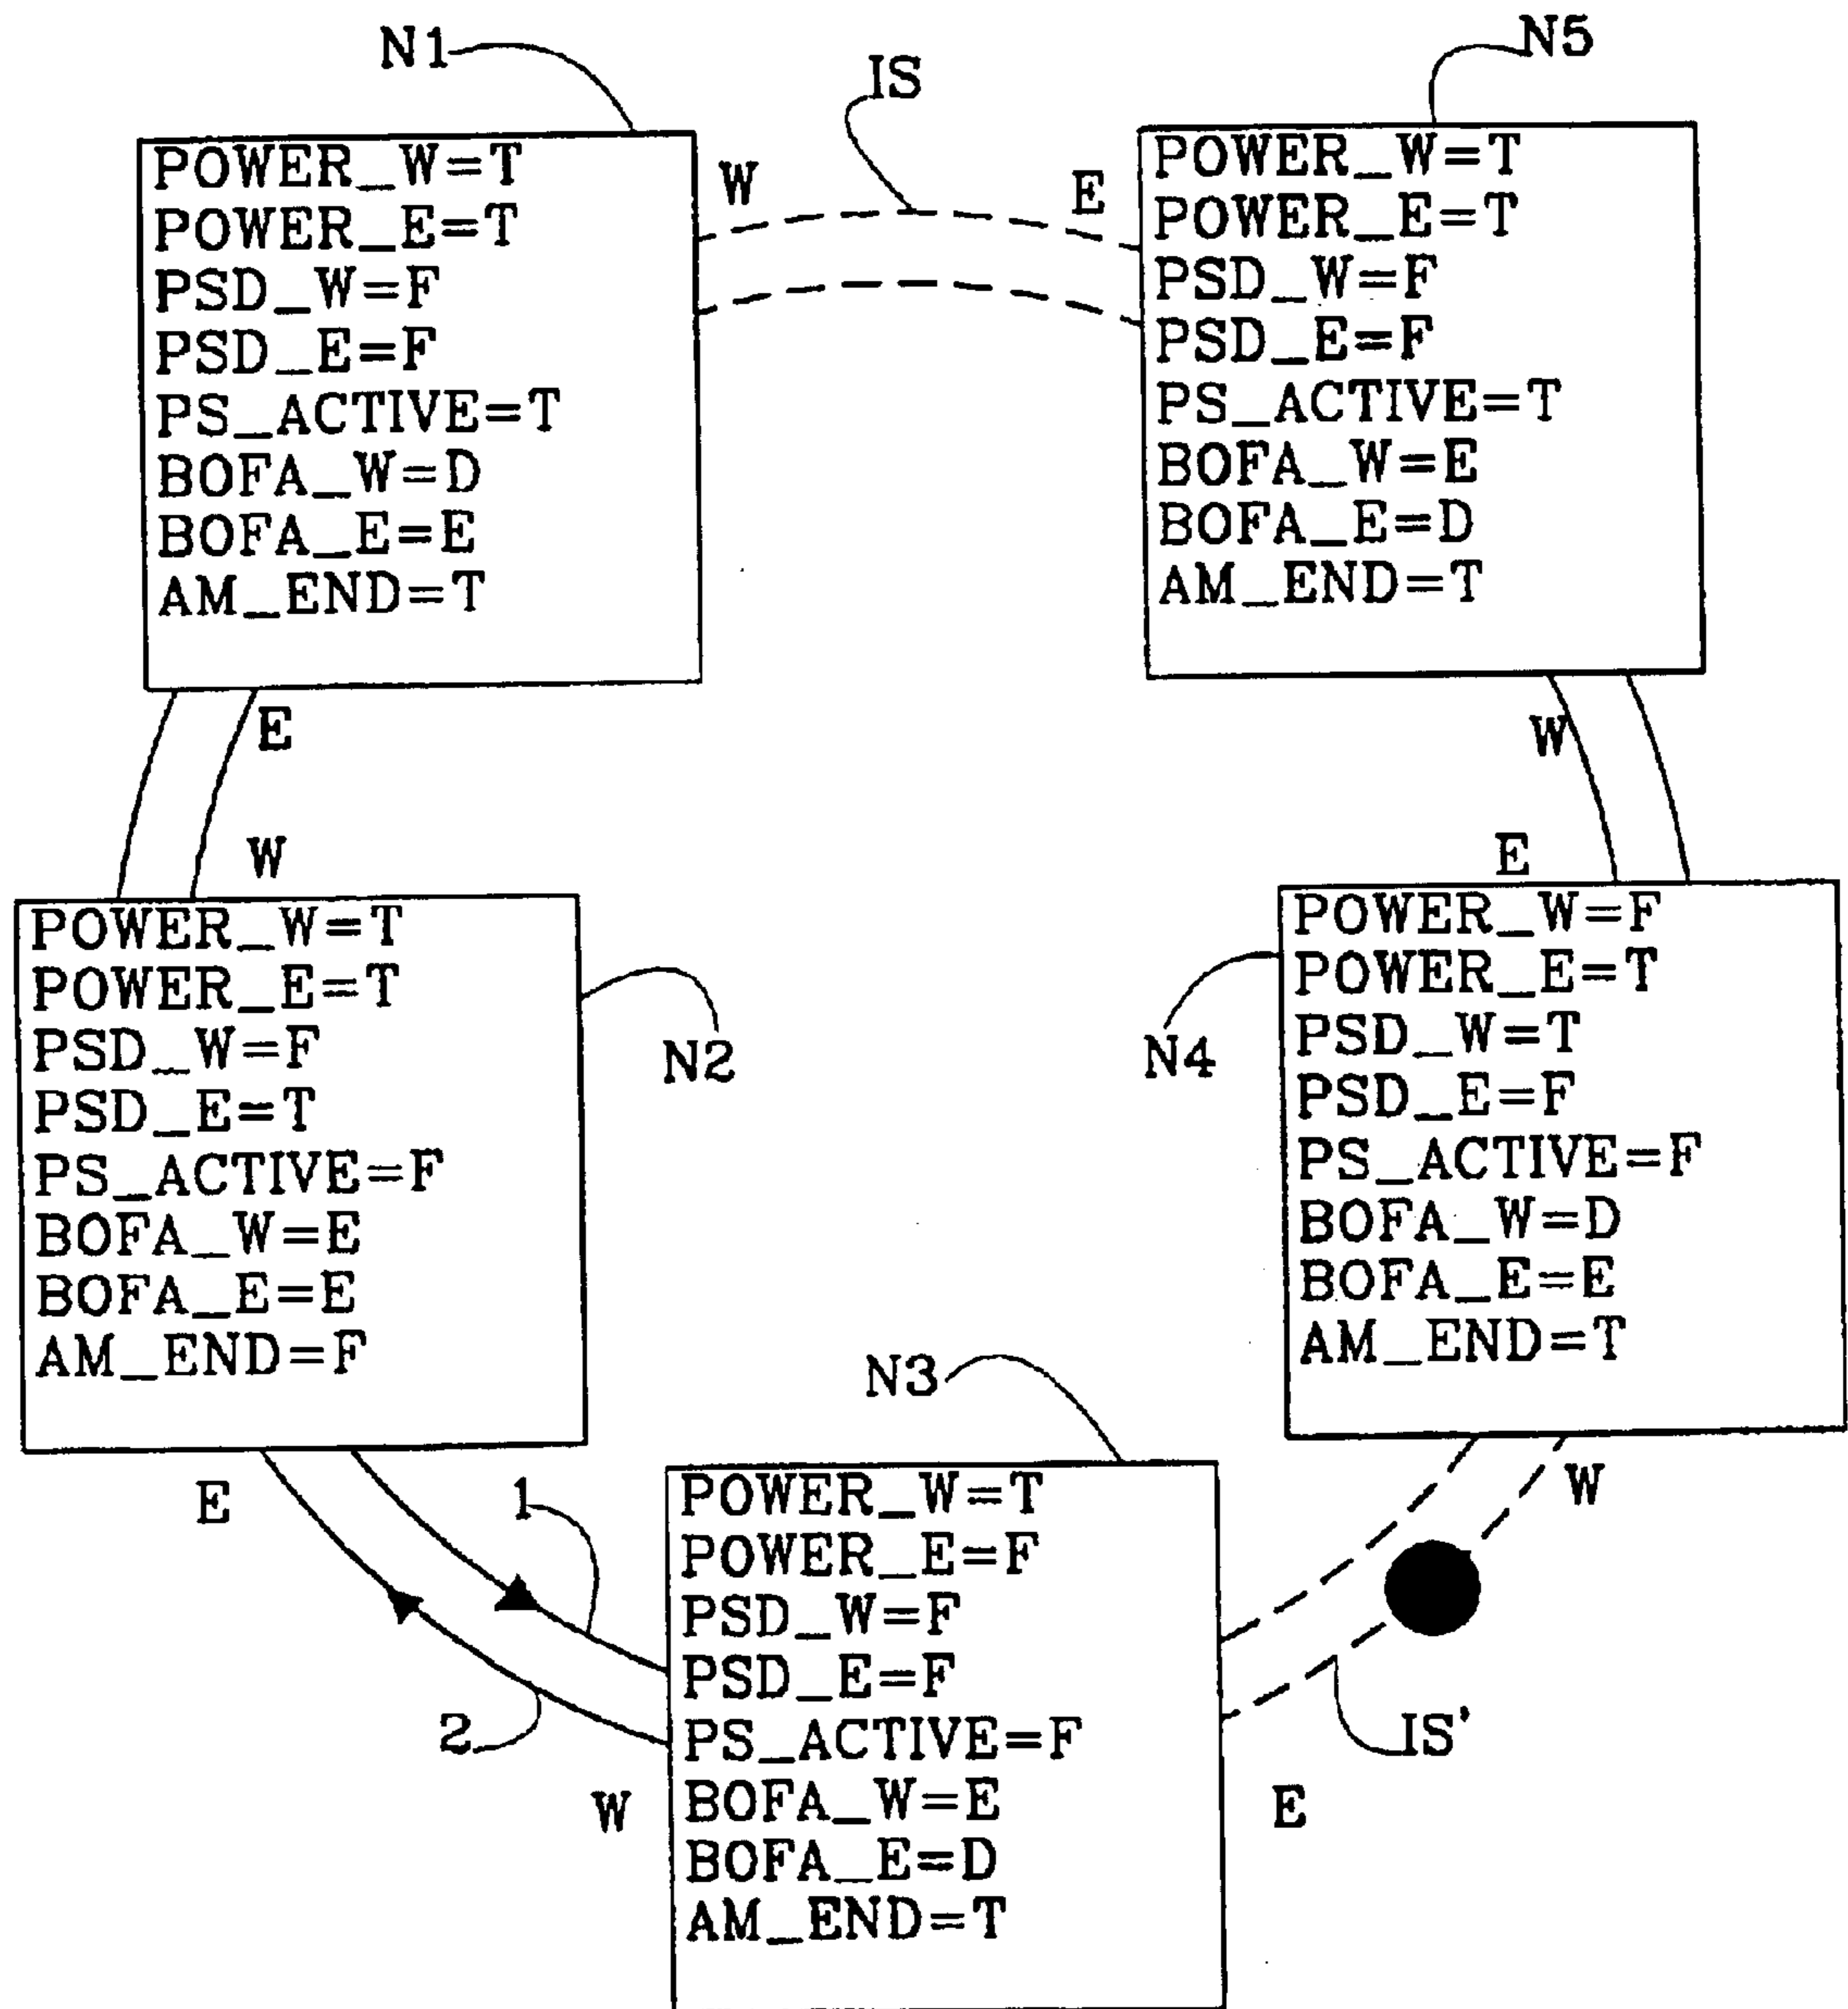 N1
IS
N5
POWER_W=T
POWER_E=T
PSD_W=F
PSD_E=F
PS_ACTIVE=T
BOFA_W=D
BOFA_E=E
AM_END=T
W
E
POWER_W=T
POWER_E=T
PSD_W=F
PSD_E=F
PS_ACTIVE=T
BOFA_W=E
BOFA_E=D
AM_END=T
E
W
W
E
POWER_W=T
POWER_E=T
PSD_W=F
PSD_E=T
PS_ACTIVE=F
BOFA_W=E
BOFA_E=E
AM_END=F
N2
N4
POWER_W=F
POWER_E=T
PSD_W=T
PSD_E=F
PS_ACTIVE=F
BOFA_W=D
BOFA_E=E
AM_END=T
N3
E
1
W
POWER_W=T
POWER_E=F
PSD_W=F
PSD_E=F
PS_ACTIVE=F
BOFA_W=E
BOFA_E=D
AM_END=T
2
IS'
W
E